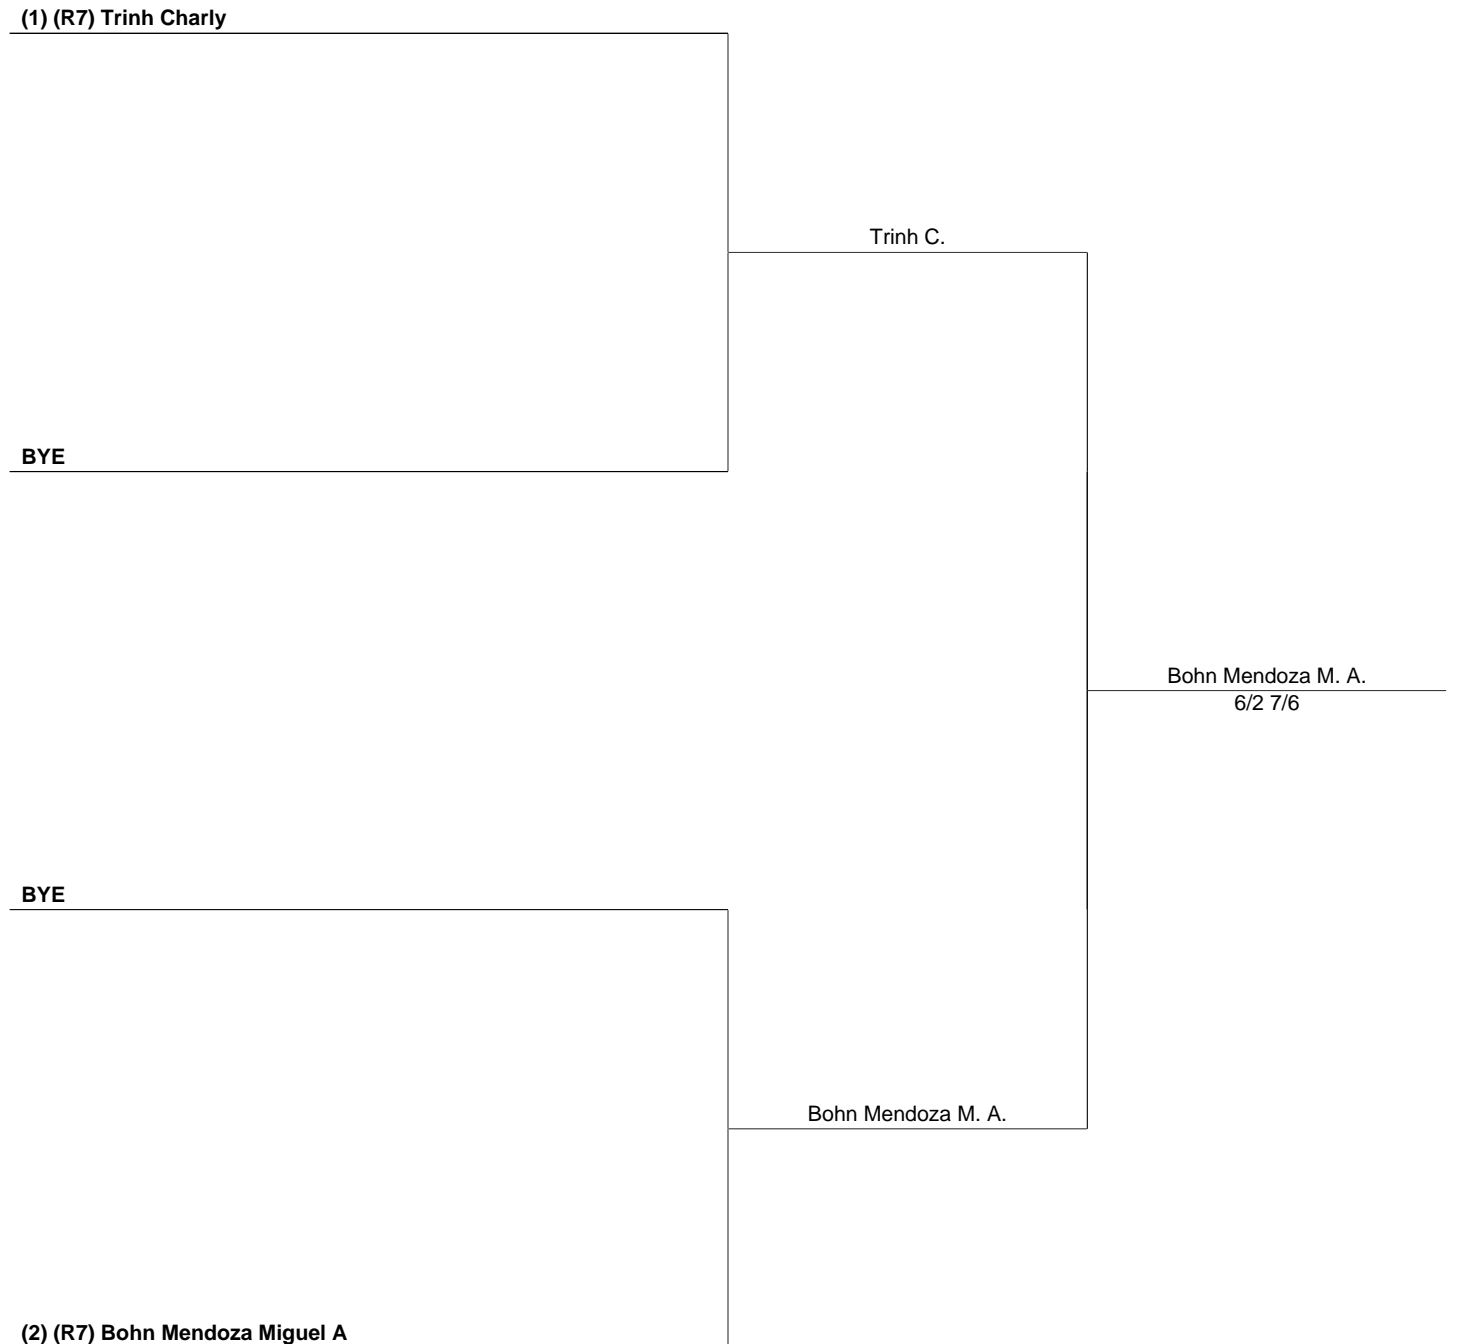 (1) (R7) Trinh Charly
Trinh C.
BYE
Bohn Mendoza M. A.
6/2 7/6
BYE
Bohn Mendoza M. A.
(2) (R7) Bohn Mendoza Miguel A